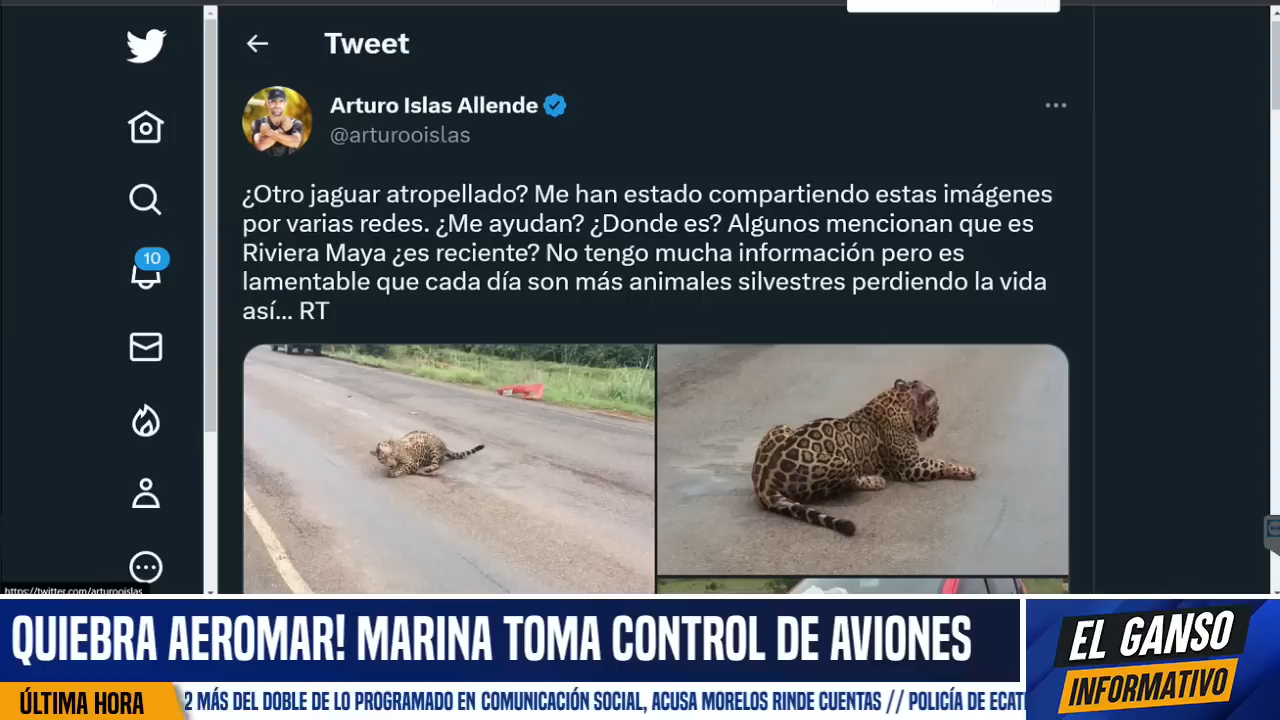 Tweet
Arturo Islas Allende
@arturooislas
¿Otro jaguar atropellado? Me han estado compartiendo estas imágenes
por varias redes. ¿Me ayudan? ¿Donde es? Algunos mencionan que es
Riviera Maya ¿es reciente? No tengo mucha información pero es
lamentable que cada día son más animales silvestres perdiendo la vida
así... RT
10
https://twitter.com/arturooislas
QUIEBRA AEROMAR! MARINA TOMA CONTROL DE AVIONES
EL GANSO
INFORMATIVO
ÚLTIMA HORA
2 MÁS DEL DOBLE DE LO PROGRAMADO EN COMUNICACIÓN SOCIAL, ACUSA MORELOS RINDE CUENTAS // POLICÍA DE ECATE